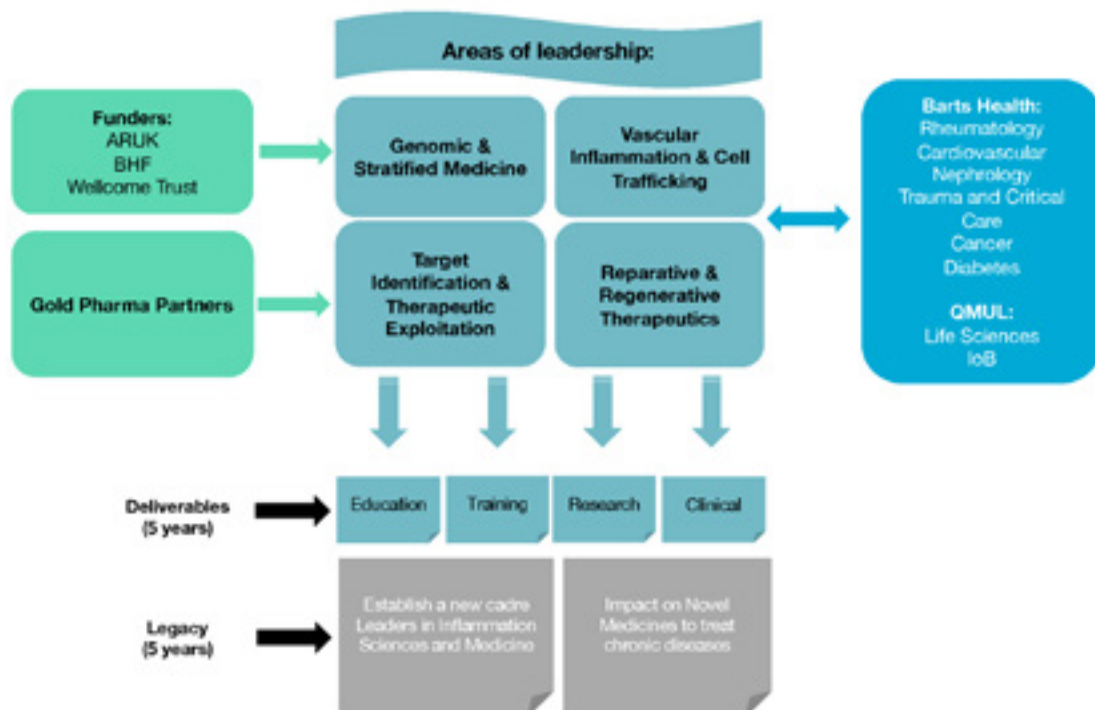 Areas of leadership:
Funders:
ARUK
BHF
Wellcome Trust
Gold Pharma Partners
Genomic &
Stratified Medicine
Vascular
Inflammation & Cell
Trafficking
Target
Identification &
Therapeutic
Exploitation
Reparative &
Regenerative
Therapeutics
Barts Health:
Rheumatology
Cardiovascular
Nephrology
Trauma and Critical
Care
Cancer
Diabetes
QMUL:
Life Sciences
IoB
Deliverables
(5 years)
Education
Training
Research
Clinical
Legacy
(5 years)
Establish a new cadre
Leaders in Inflammation
Sciences and Medicine
Impact on Novel
Medicines to treat
chronic diseases